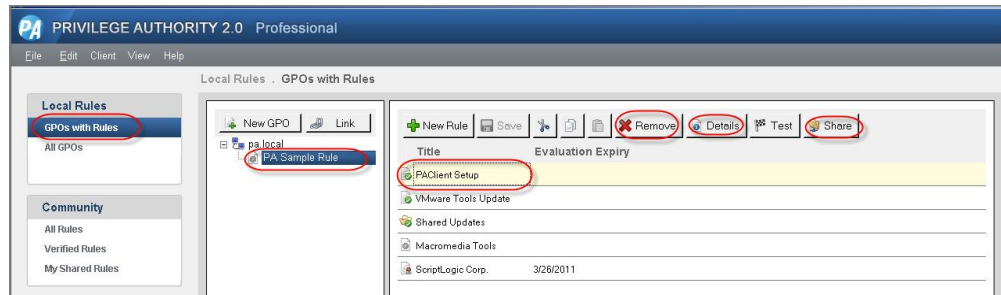 PA PRIVILEGE AUTHORITY 2.0 Professional
File Edit Client View Help
Local Rules . GPOs with Rules
Local Rules
GPOs with Rules
All GPOs
Community
All Rules
Verified Rules
My Shared Rules
New GPO Link
pa.local
PA Sample Rule
New Rule Save Remove Details Test Share
Title Evaluation Expiry
PAClient Setup
VMware Tools Update
Shared Updates
Macromedia Tools
ScriptLogic Corp. 3/26/2011